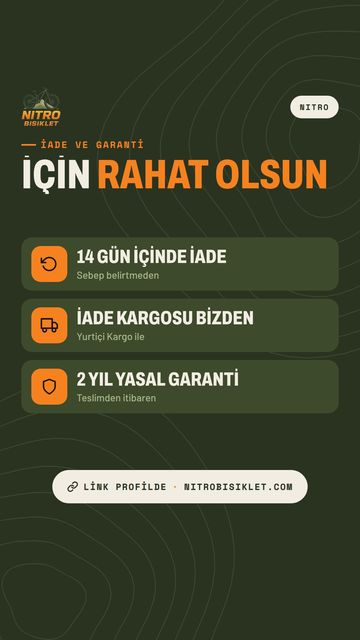 NITRO
BISIKLET
NITRO
İADE VE GARANTİ
İÇİN RAHAT OLSUN
14 GÜN İÇİNDE İADE
Sebep belirtmeden
İADE KARGOSU BİZDEN
Yurtiçi Kargo ile
2 YIL YASAL GARANTİ
Teslimden itibaren
LİNK PROFİLDE · NITROBISIKLET.COM